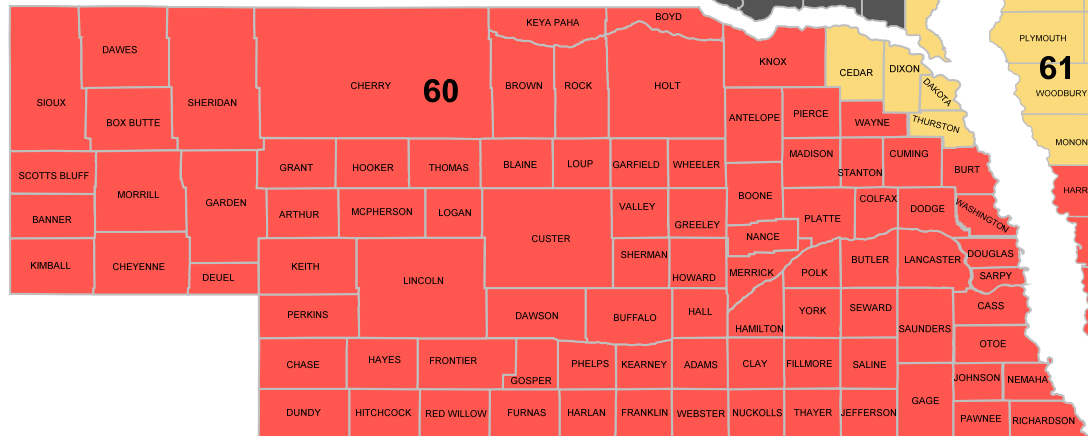 KEYA PAHA
BOYD
DAWES
CHERRY
60
BROWN
ROCK
HOLT
KNOX
CEDAR
DIXON
DAKOTA
PLYMOUTH
61
WOODBURY
SIOUX
SHERIDAN
BOX BUTTE
ANTELOPE
PIERCE
WAYNE
THURSTON
MONON
SCOTTS BLUFF
MORRILL
GARDEN
GRANT
HOOKER
THOMAS
BLAINE
LOUP
GARFIELD
WHEELER
MADISON
STANTON
CUMING
BURT
HARR
BANNER
ARTHUR
MCPHERSON
LOGAN
CUSTER
VALLEY
GREELEY
BOONE
PLATTE
COLFAX
DODGE
WASHINGTON
NANCE
KIMBALL
CHEYENNE
DEUEL
KEITH
LINCOLN
SHERMAN
HOWARD
MERRICK
POLK
BUTLER
LANCASTER
DOUGLAS
SARPY
PERKINS
DAWSON
BUFFALO
HALL
HAMILTON
YORK
SEWARD
SAUNDERS
CASS
OTOE
CHASE
HAYES
FRONTIER
GOSPER
PHELPS
KEARNEY
ADAMS
CLAY
FILLMORE
SALINE
GAGE
JOHNSON
NEMAHA
DUNDY
HITCHCOCK
RED WILLOW
FURNAS
HARLAN
FRANKLIN
WEBSTER
NUCKOLLS
THAYER
JEFFERSON
PAWNEE
RICHARDSON